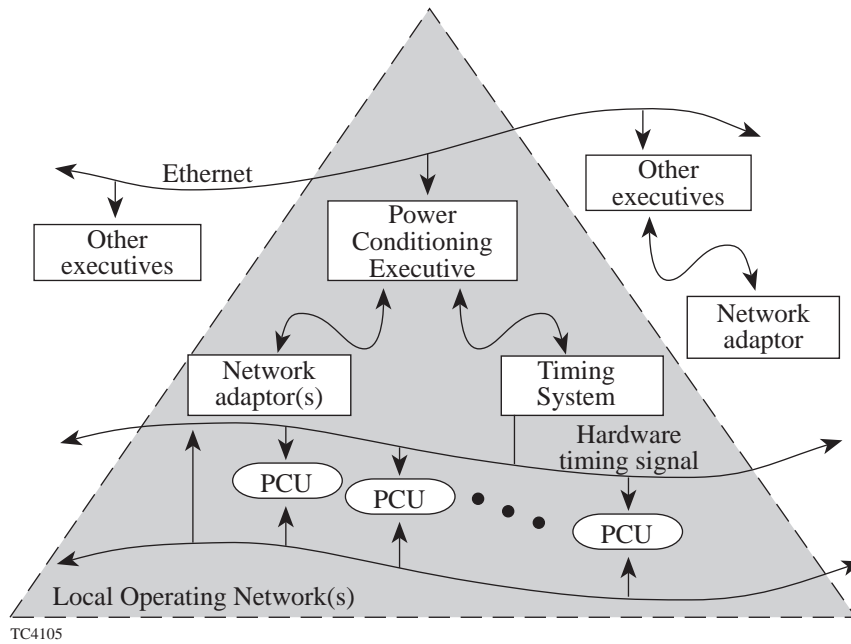 Ethernet
Other
executives
Other
executives
Power
Conditioning
Executive
Network
adaptor
Network
adaptor(s)
Timing
System
Hardware
timing signal
PCU
PCU
PCU
Local Operating Network(s)
TC4105